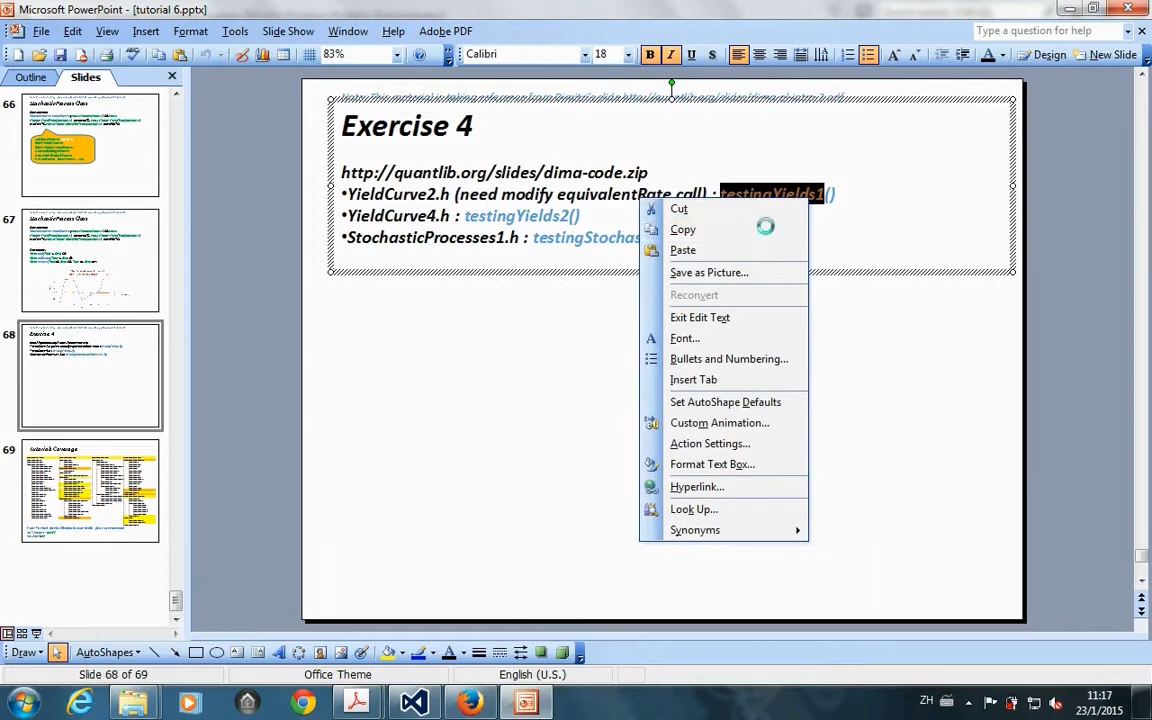 Microsoft PowerPoint - [tutorial 6.pptx]
File Edit View Insert Format Tools Slide Show Window Help Adobe PDF
Type a question for help
83%
Calibri
18
B I U S
Design
New Slide
Outline
Slides
66
StochasticProcess Class
67
68
Exercise 4
69
Tutorials Coverage
Exercise 4
http://quantlib.org/slides/dima-code.zip
•YieldCurve2.h (need modify equivalentRate call) : testingYields1()
•YieldCurve4.h : testingYields2()
•StochasticProcesses1.h : testingStochas
Cut
Copy
Paste
Save as Picture...
Reconvert
Exit Edit Text
Font...
Bullets and Numbering...
Insert Tab
Set AutoShape Defaults
Custom Animation...
Action Settings...
Format Text Box...
Hyperlink...
Look Up...
Synonyms
Draw
AutoShapes
Slide 68 of 69
Office Theme
English (U.S.)
ZH
11:17
23/1/2015